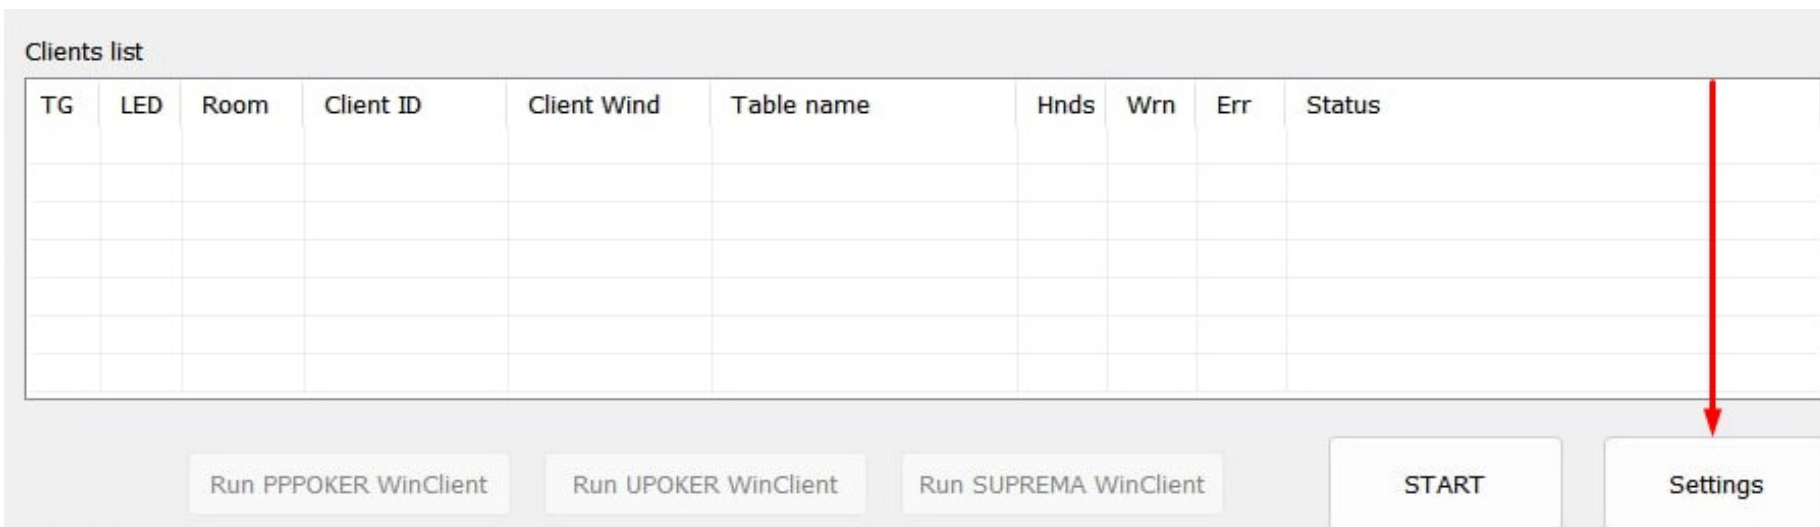 Clients list
TG LED Room Client ID Client Wind Table name Hnds Wrn Err Status
Run PPPOKER WinClient Run UPOKER WinClient Run SUPREMA WinClient START Settings